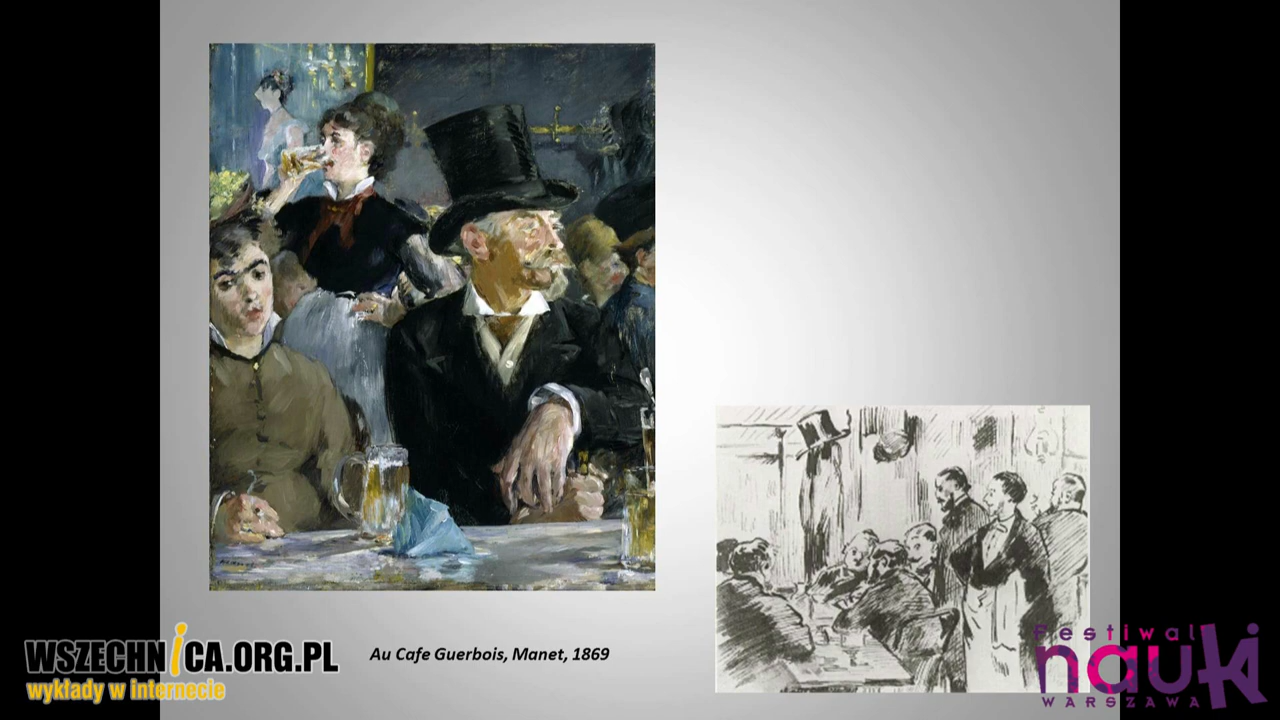 WSZECHNICA.ORG.PL
wykłady w internecie
Au Cafe Guerbois, Manet, 1869
Festiwal
nauki
WARSZAWA